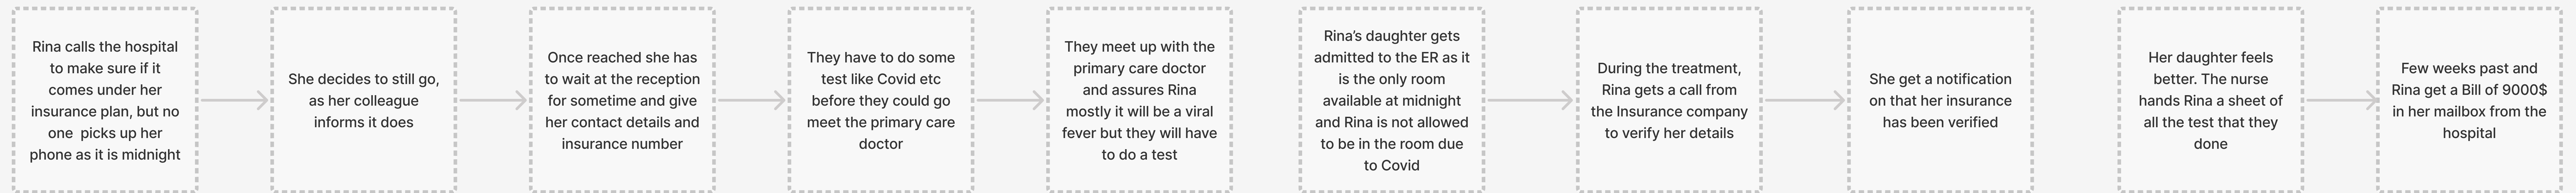 Rina calls the hospital
to make sure if it
comes under her
insurance plan, but no
one  picks up her
phone as it is midnight
She decides to still go,
as her colleague
informs it does
Once reached she has
to wait at the reception
for sometime and give
her contact details and
insurance number
They have to do some
test like Covid etc
before they could go
meet the primary care
doctor
They meet up with the
primary care doctor
and assures Rina
mostly it will be a viral
fever but they will have
to do a test
Rina’s daughter gets
admitted to the ER as it
is the only room
available at midnight
and Rina is not allowed
to be in the room due
to Covid
During the treatment,
Rina gets a call from
the Insurance company
to verify her details
She get a notification
on that her insurance
has been verified
Her daughter feels
better. The nurse
hands Rina a sheet of
all the test that they
done
Few weeks past and
Rina get a Bill of 9000$
in her mailbox from the
hospital